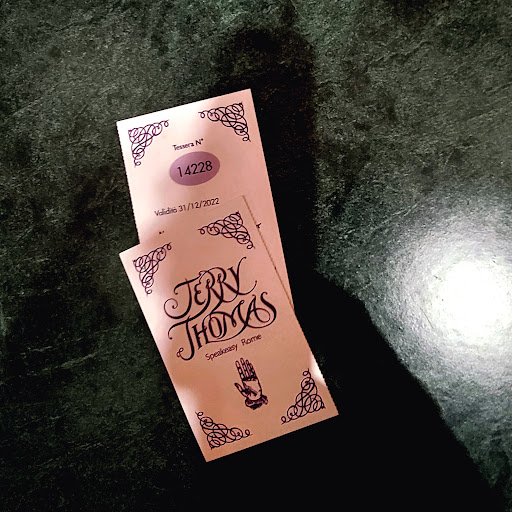 Tessera N°
14228
Validità 31/12/2022
JERRY
THOMAS
Speakeasy Rome